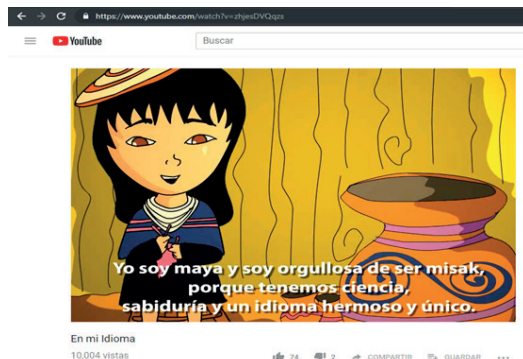 https://www.youtube.com/watch?v=zhjesDVQqzs
YouTube
Buscar
Yo soy maya y soy orgullosa de ser misak,
porque tenemos ciencia,
sabiduría y un idioma hermoso y único.
En mi Idioma
10.004 vistas
74 2 COMPARTIR GUARDAR